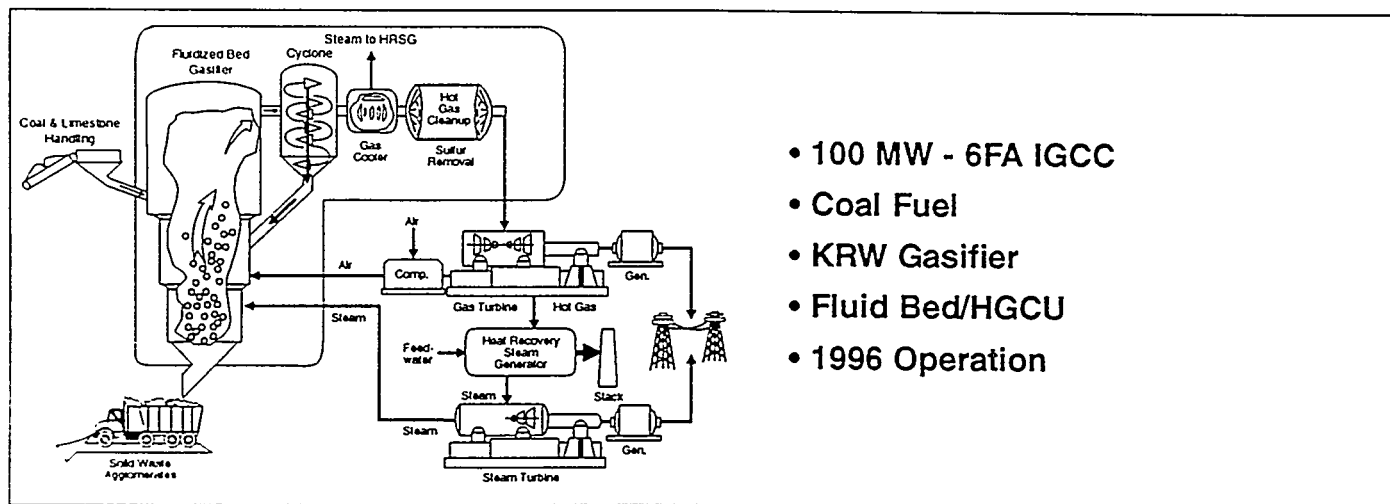 Steam to HRSG
Fluidized Bed
Gasifier
Cyclone
Coal & Limestone
Handling
Hot
Gas
Cleanup
Gas
Cooler
Sulfur
Removal
Air
Air
Comp.
Gen.
Gas Turbine
Hot Gas
Steam
Feed-
water
Heat Recovery
Steam
Generator
Stack
Steam
Steam
Gen.
Steam Turbine
Solid Waste
Agglomerates
• 100 MW - 6FA IGCC
• Coal Fuel
• KRW Gasifier
• Fluid Bed/HGCU
• 1996 Operation